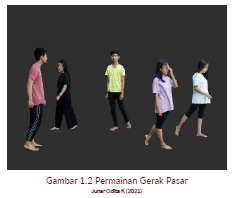 Gambar 1.2 Permainan Gerak Pasar
Junar Odita K (2021)